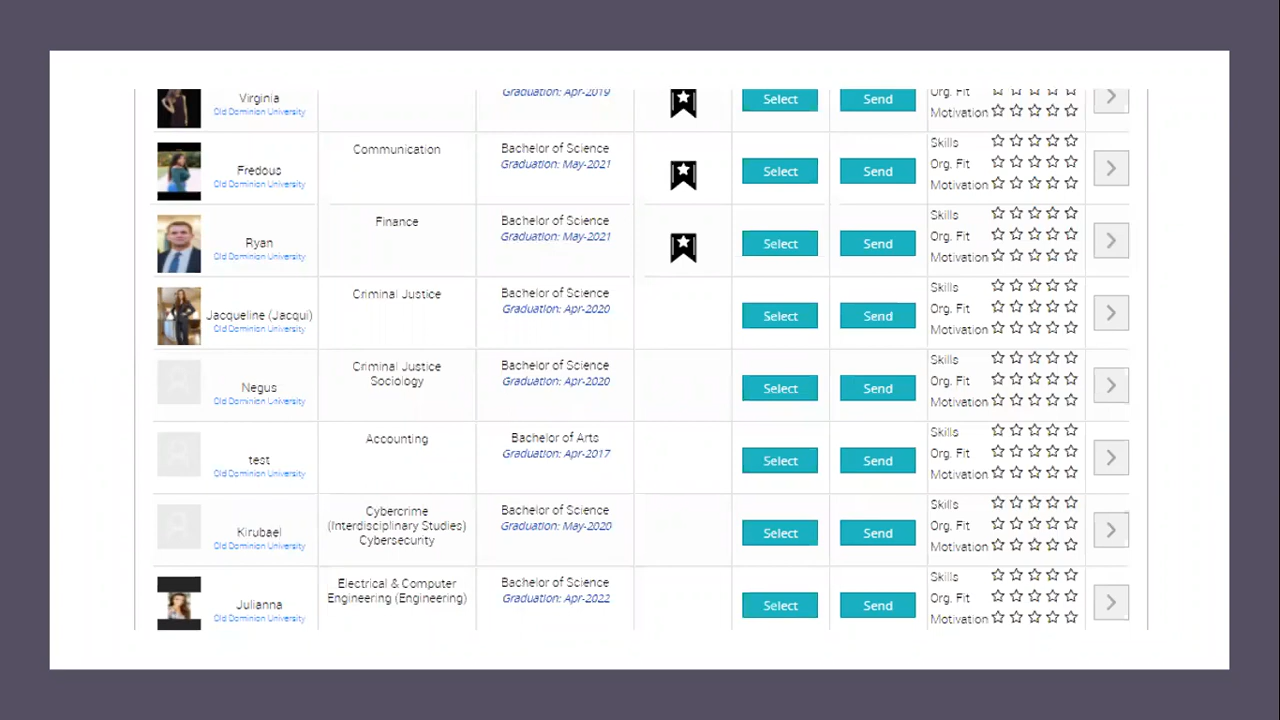 Virginia
Old Dominion University
Graduation: Apr-2019
Select
Send
Org. Fit
Motivation
Fredous
Old Dominion University
Communication
Bachelor of Science
Graduation: May-2021
Select
Send
Skills
Org. Fit
Motivation
Ryan
Old Dominion University
Finance
Bachelor of Science
Graduation: May-2021
Select
Send
Skills
Org. Fit
Motivation
Jacqueline (Jacqui)
Old Dominion University
Criminal Justice
Bachelor of Science
Graduation: Apr-2020
Select
Send
Skills
Org. Fit
Motivation
Negus
Old Dominion University
Criminal Justice
Sociology
Bachelor of Science
Graduation: Apr-2020
Select
Send
Skills
Org. Fit
Motivation
test
Old Dominion University
Accounting
Bachelor of Arts
Graduation: Apr-2017
Select
Send
Skills
Org. Fit
Motivation
Kirubael
Old Dominion University
Cybercrime
(Interdisciplinary Studies)
Cybersecurity
Bachelor of Science
Graduation: May-2020
Select
Send
Skills
Org. Fit
Motivation
Julianna
Old Dominion University
Electrical & Computer
Engineering (Engineering)
Bachelor of Science
Graduation: Apr-2022
Select
Send
Skills
Org. Fit
Motivation